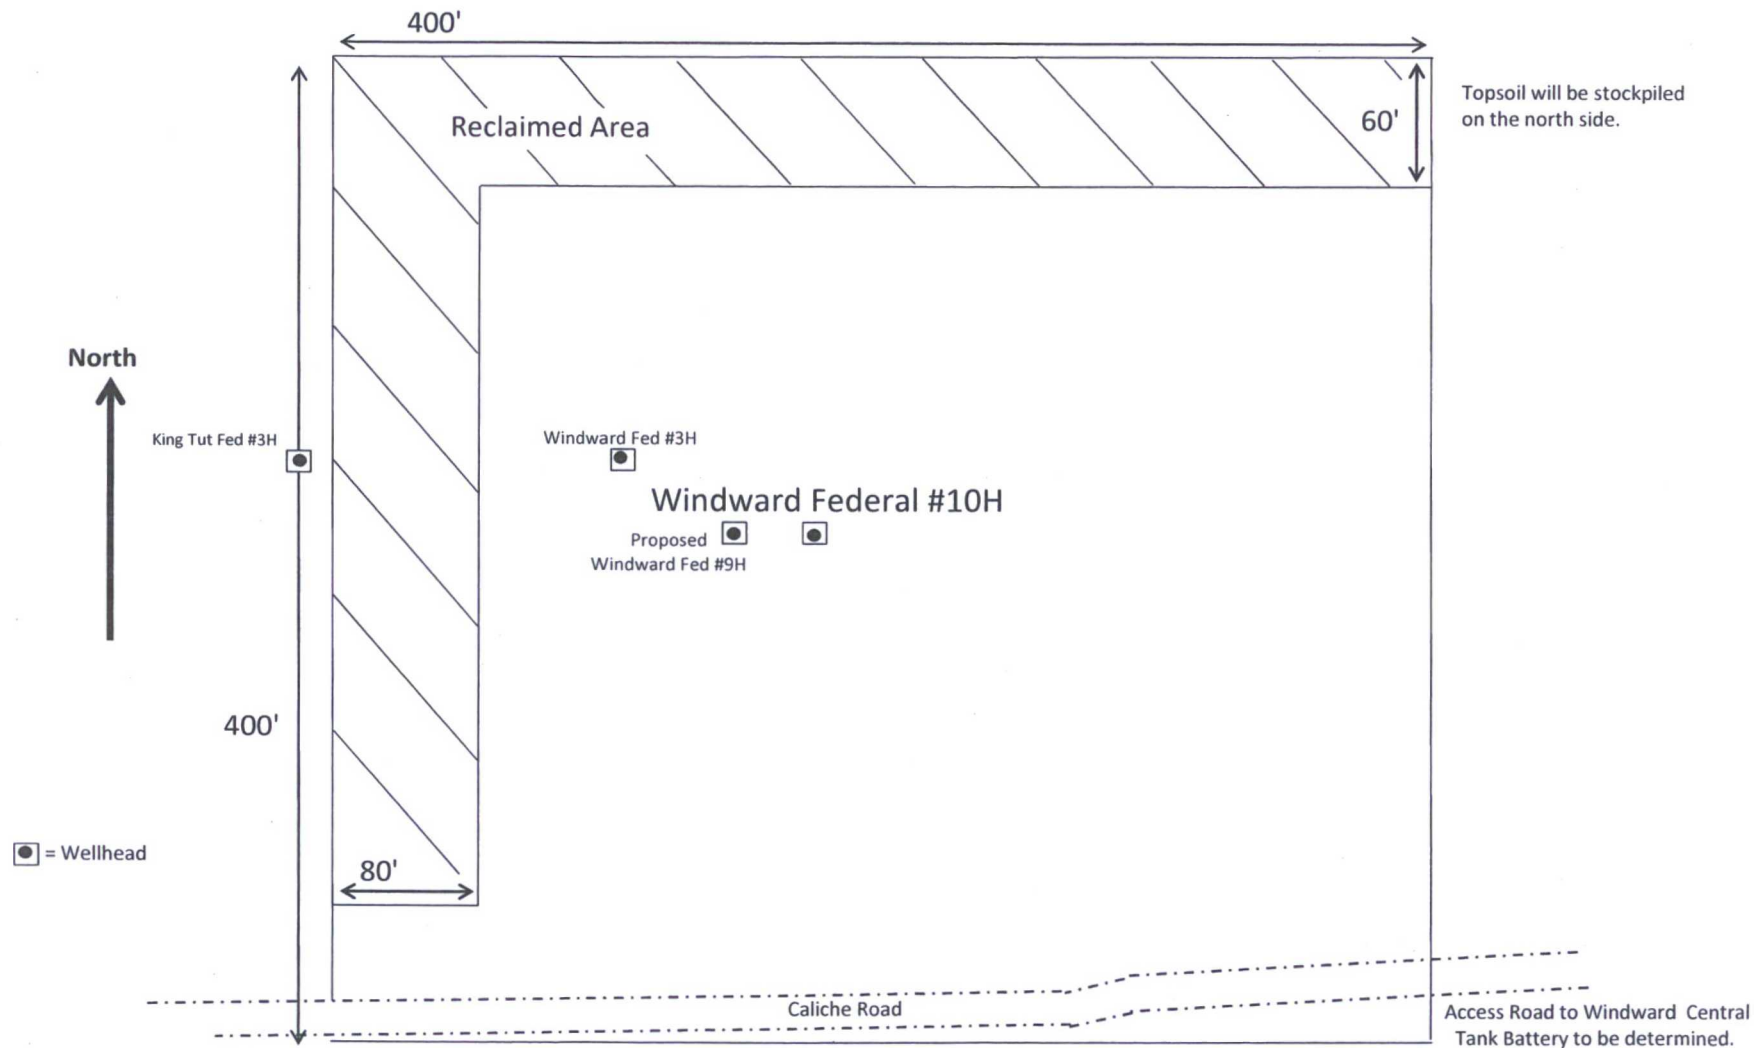 400'
Topsoil will be stockpiled
on the north side.
60'
Reclaimed Area
North
King Tut Fed #3H
Windward Fed #3H
Windward Federal #10H
Proposed
Windward Fed #9H
400'
= Wellhead
80'
Caliche Road
Access Road to Windward Central
Tank Battery to be determined.